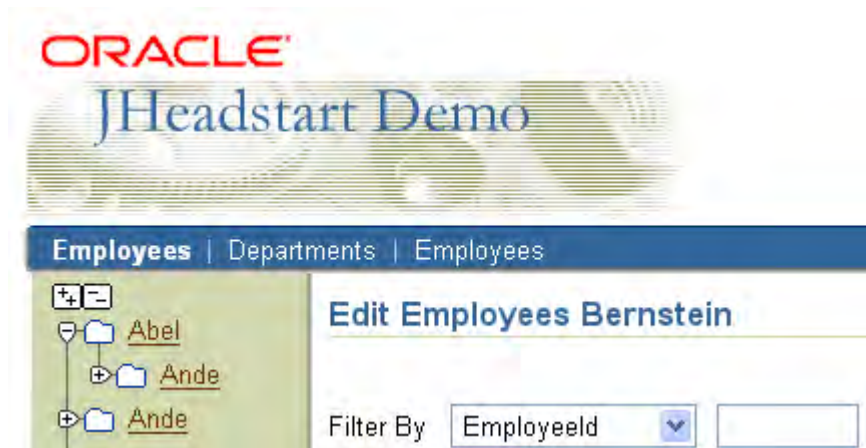 ORACLE
JHeadstart Demo
Employees | Departments | Employees
Edit Employees Bernstein
Abel
Ande
Ande
Filter By EmployeeId